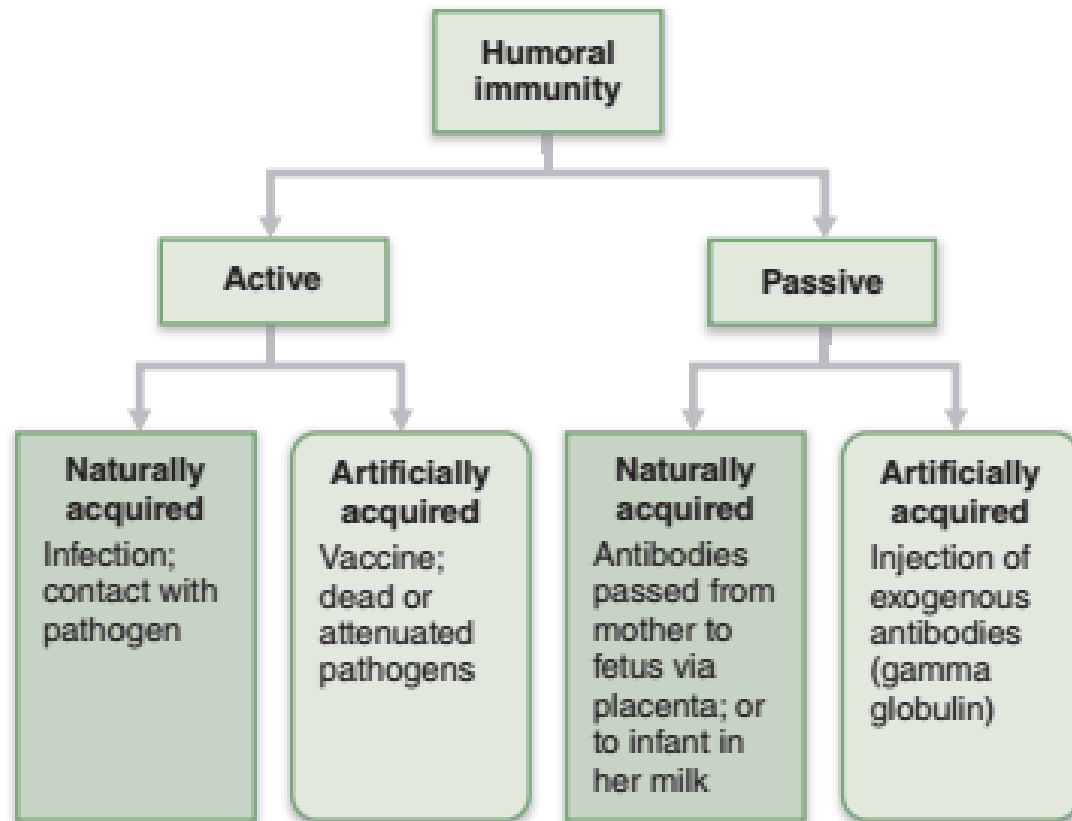 Humoral
immunity
Active
Passive
Naturally
acquired
Infection;
contact with
pathogen
Artificially
acquired
Vaccine;
dead or
attenuated
pathogens
Naturally
acquired
Antibodies
passed from
mother to
fetus via
placenta; or
to infant in
her milk
Artificially
acquired
Injection of
exogenous
antibodies
(gamma
globulin)